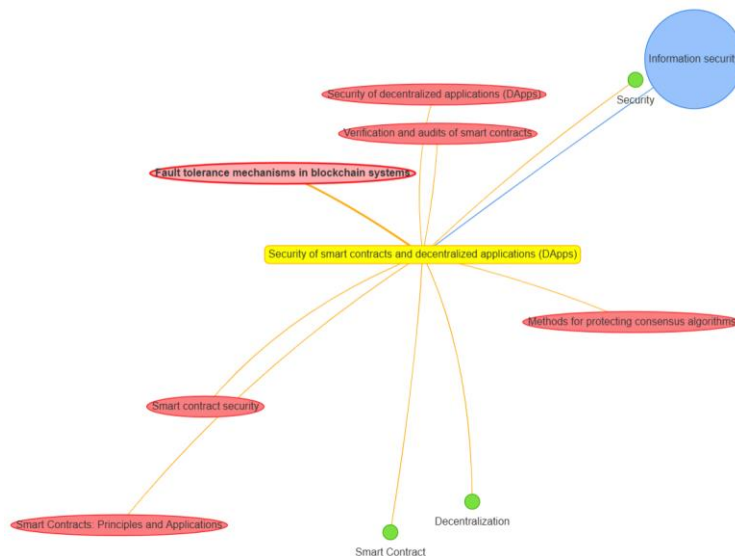 Information security
Security of decentralized applications (DApps)
Security
Verification and audits of smart contracts
Fault tolerance mechanisms in blockchain systems
Security of smart contracts and decentralized applications (DApps)
Methods for protecting consensus algorithms
Smart contract security
Smart Contracts: Principles and Applications
Decentralization
Smart Contract